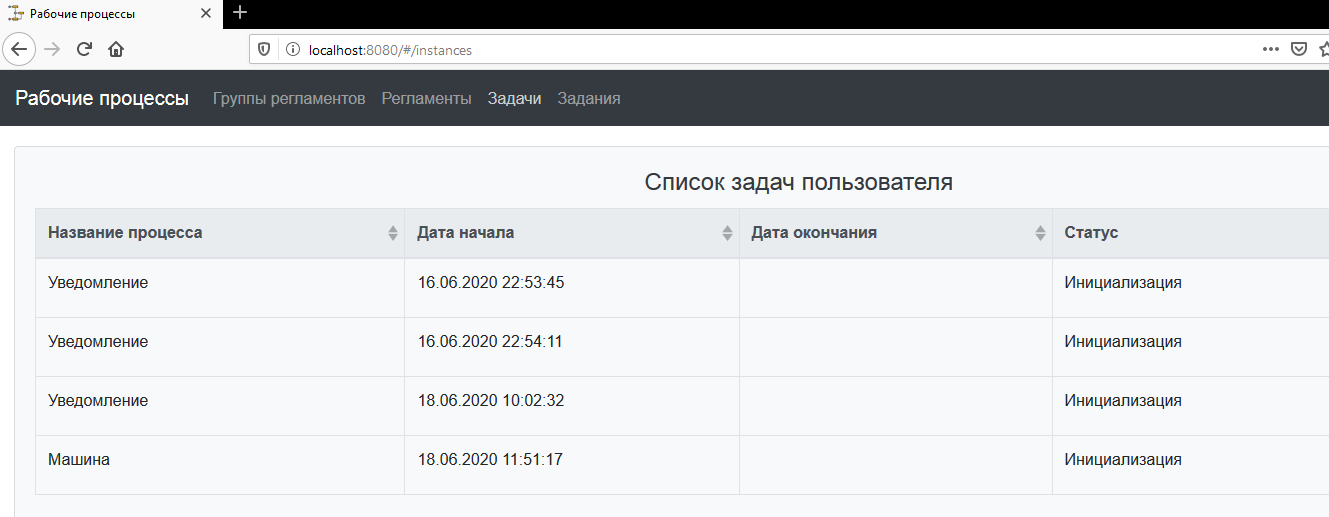 Рабочие процессы
localhost:8080/#/instances
Рабочие процессы Группы регламентов Регламенты Задачи Задания
Список задач пользователя
Название процесса Дата начала Дата окончания Статус
Уведомление 16.06.2020 22:53:45 Инициализация
Уведомление 16.06.2020 22:54:11 Инициализация
Уведомление 18.06.2020 10:02:32 Инициализация
Машина 18.06.2020 11:51:17 Инициализация